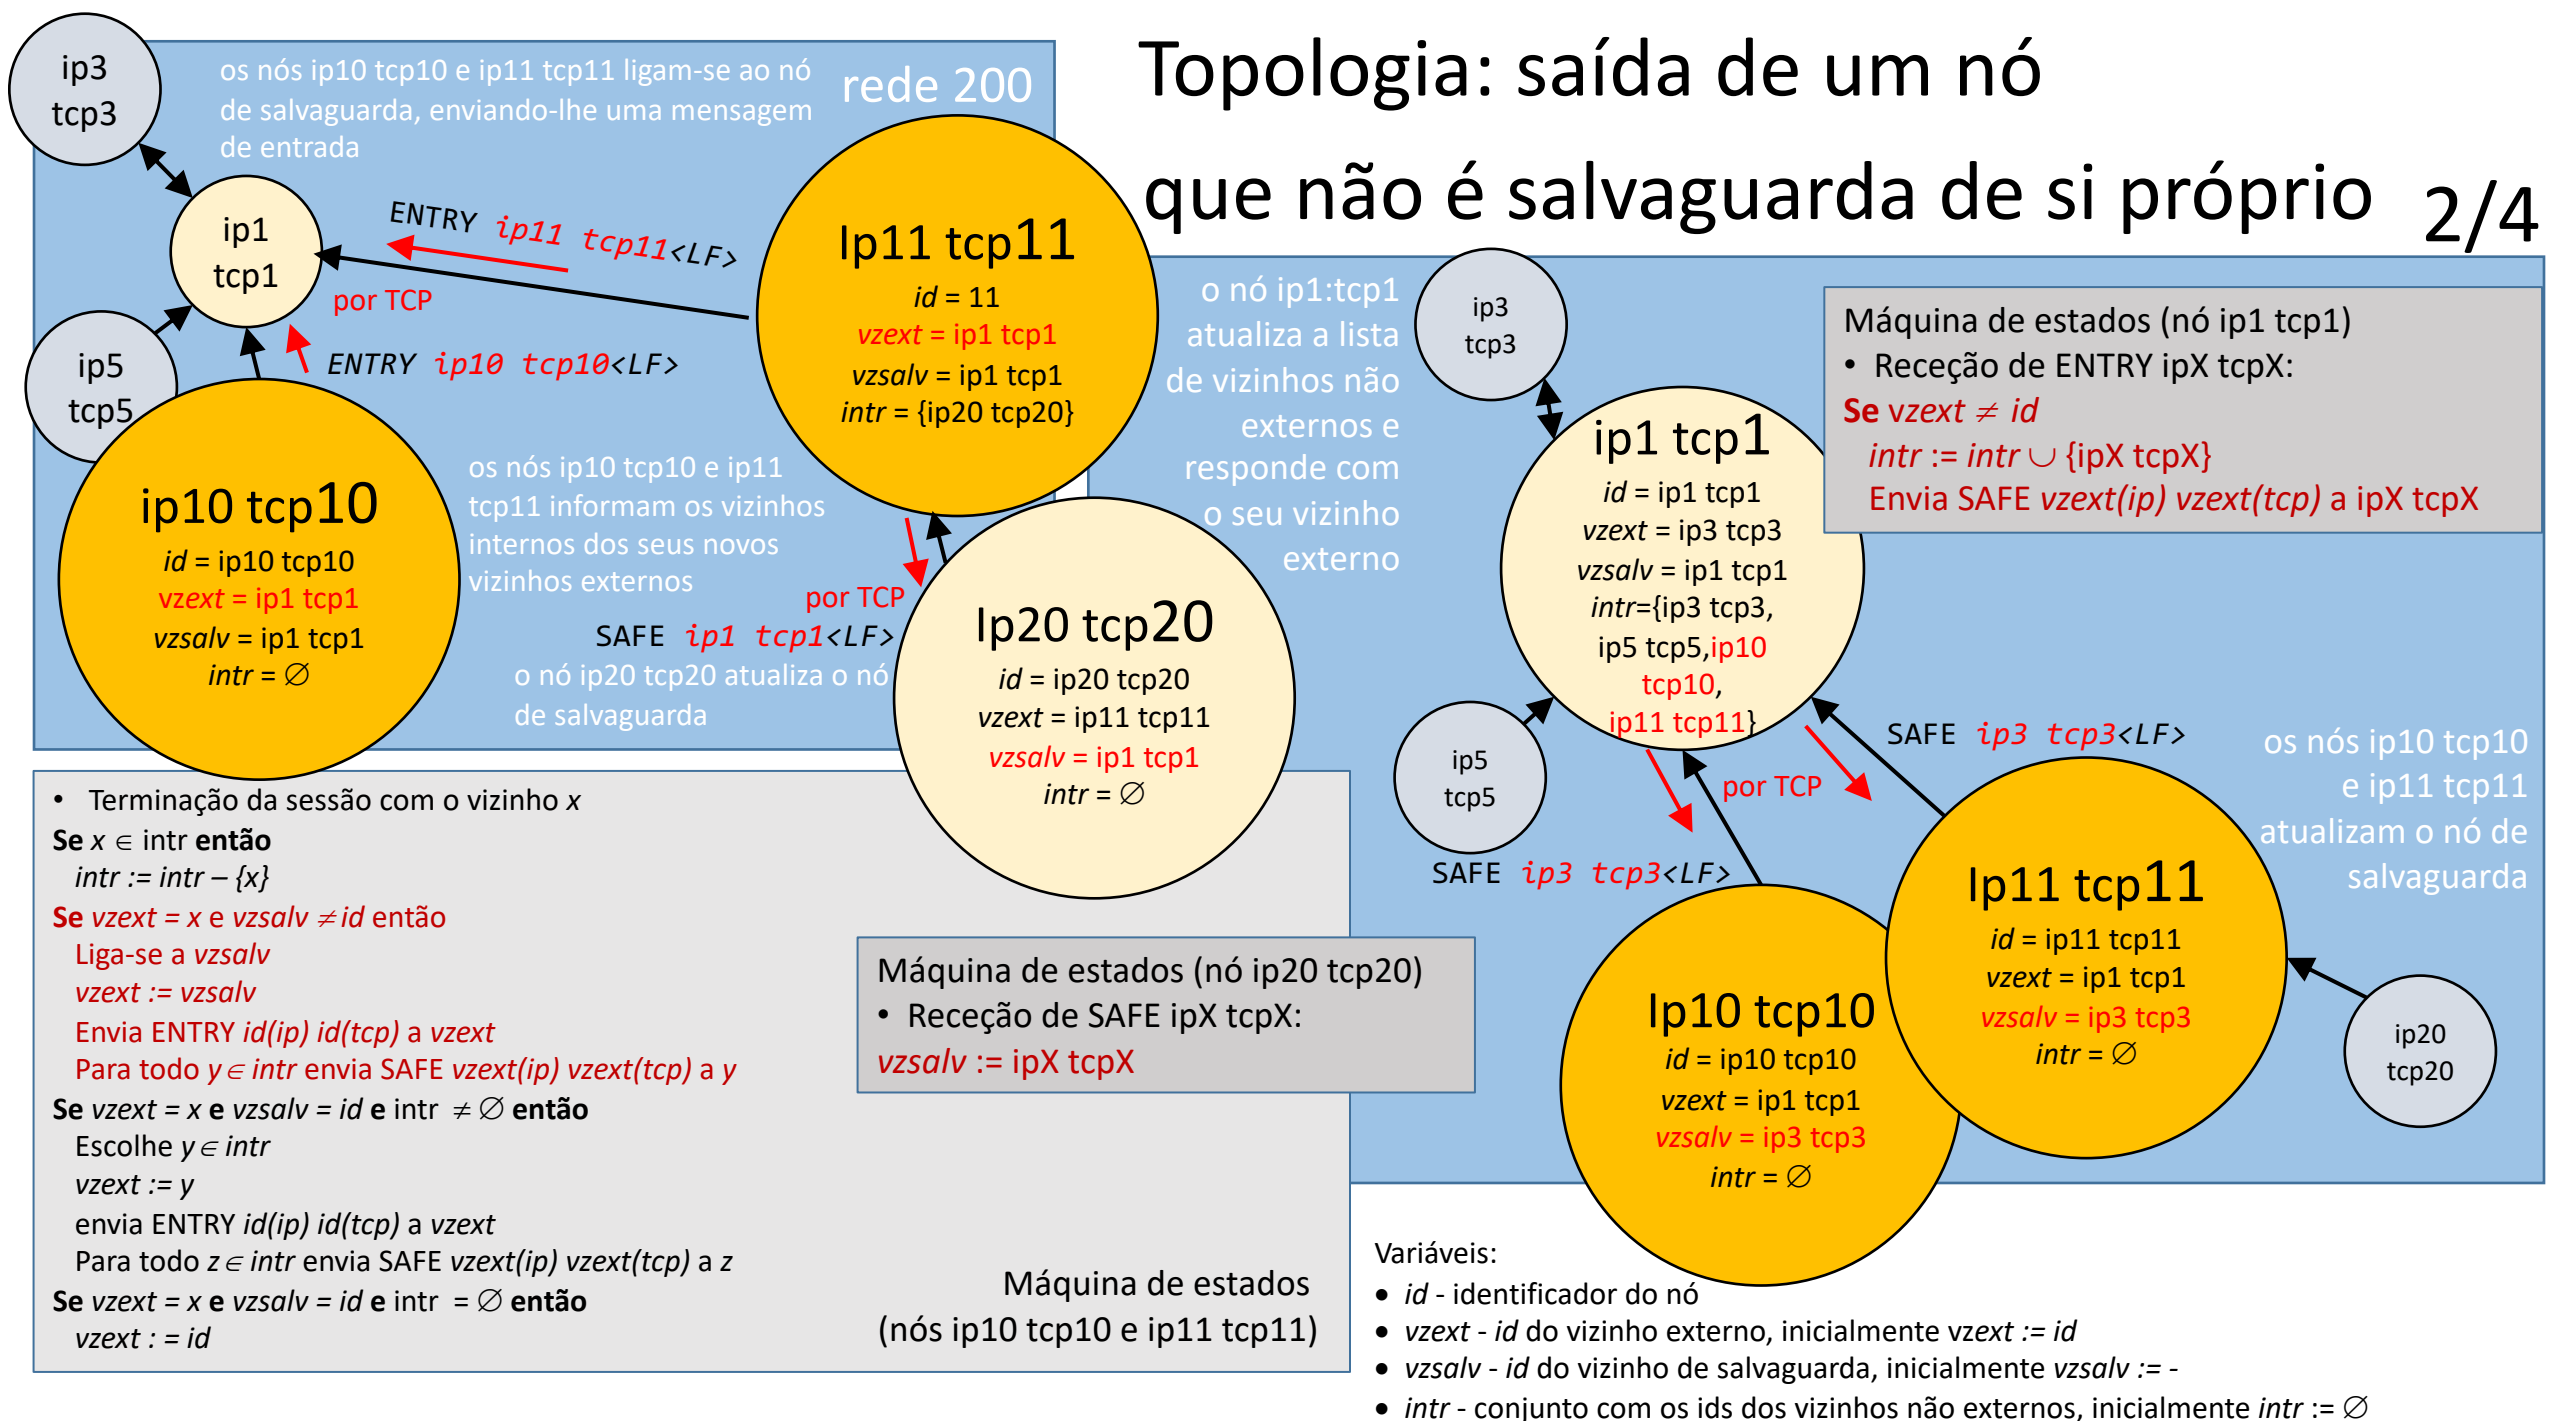 Topologia: saída de um nó
que não é salvaguarda de si próprio 2/4
ip3
tcp3
os nós ip10 tcp10 e ip11 tcp11 ligam-se ao nó
de salvaguarda, enviando-lhe uma mensagem
de entrada
rede 200
ip1
tcp1
ENTRY ip11 tcp11<LF>
por TCP
ip5
tcp5
ENTRY ip10 tcp10<LF>
Ip11 tcp11
id = 11
vzext = ip1 tcp1
vzsalv = ip1 tcp1
intr = {ip20 tcp20}
ip10 tcp10
id = ip10 tcp10
vzext = ip1 tcp1
vzsalv = ip1 tcp1
intr = ∅
os nós ip10 tcp10 e ip11
tcp11 informam os vizinhos
internos dos seus novos
vizinhos externos
por TCP
SAFE ip1 tcp1<LF>
o nó ip20 tcp20 atualiza o nó
de salvaguarda
Ip20 tcp20
id = ip20 tcp20
vzext = ip11 tcp11
vzsalv = ip1 tcp1
intr = ∅
o nó ip1:tcp1
atualiza a lista
de vizinhos não
externos e
responde com
o seu vizinho
externo
ip3
tcp3
ip1 tcp1
id = ip1 tcp1
vzext = ip3 tcp3
vzsalv = ip1 tcp1
intr={ip3 tcp3,
ip5 tcp5,ip10
tcp10,
ip11 tcp11}
Máquina de estados (nó ip1 tcp1)
• Receção de ENTRY ipX tcpX:
Se vzext ≠ id
intr := intr ∪ {ipX tcpX}
Envia SAFE vzext(ip) vzext(tcp) a ipX tcpX
ip5
tcp5
por TCP
SAFE ip3 tcp3<LF>
SAFE ip3 tcp3<LF>
os nós ip10 tcp10
e ip11 tcp11
atualizam o nó de
salvaguarda
Ip11 tcp11
id = ip11 tcp11
vzext = ip1 tcp1
vzsalv = ip3 tcp3
intr = ∅
Ip10 tcp10
id = ip10 tcp10
vzext = ip1 tcp1
vzsalv = ip3 tcp3
intr = ∅
ip20
tcp20
• Terminação da sessão com o vizinho x
Se x ∈ intr então
intr := intr – {x}
Se vzext = x e vzsalv ≠ id então
Liga-se a vzsalv
vzext := vzsalv
Envia ENTRY id(ip) id(tcp) a vzext
Para todo y ∈ intr envia SAFE vzext(ip) vzext(tcp) a y
Se vzext = x e vzsalv = id e intr ≠ ∅ então
Escolhe y ∈ intr
vzext := y
envia ENTRY id(ip) id(tcp) a vzext
Para todo z ∈ intr envia SAFE vzext(ip) vzext(tcp) a z
Se vzext = x e vzsalv = id e intr = ∅ então
vzext : = id
Máquina de estados
(nós ip10 tcp10 e ip11 tcp11)
Máquina de estados (nó ip20 tcp20)
• Receção de SAFE ipX tcpX:
vzsalv := ipX tcpX
Variáveis:
• id - identificador do nó
• vzext - id do vizinho externo, inicialmente vzext := id
• vzsalv - id do vizinho de salvaguarda, inicialmente vzsalv := -
• intr - conjunto com os ids dos vizinhos não externos, inicialmente intr := ∅